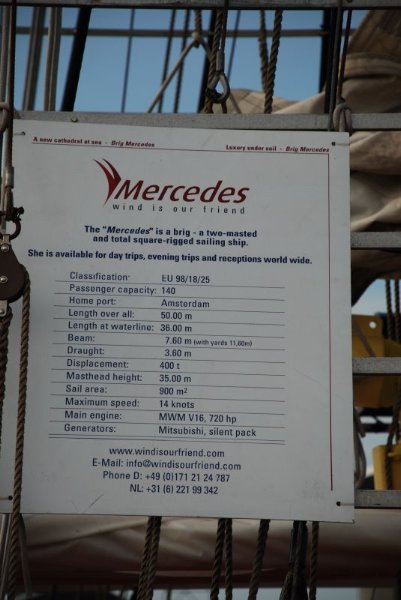 A new cathedral at sea - Brig Mercedes
Luxury under sail - Brig Mercedes
Mercedes
wind is our friend
The "Mercedes" is a brig - a two-masted
and total square-rigged sailing ship.
She is available for day trips, evening trips and receptions world wide.
Classification: EU 98/18/25
Passenger capacity: 140
Home port: Amsterdam
Length over all: 50.00 m
Length at waterline: 36.00 m
Beam: 7.60 m (with yards 11,60m)
Draught: 3.60 m
Displacement: 400 t
Masthead height: 35.00 m
Sail area: 900 m²
Maximum speed: 14 knots
Main engine: MWM V16, 720 hp
Generators: Mitsubishi, silent pack
www.windisourfriend.com
E-Mail: info@windisourfriend.com
Phone D: +49 (0)171 21 24 787
NL: +31 (6) 221 99 342